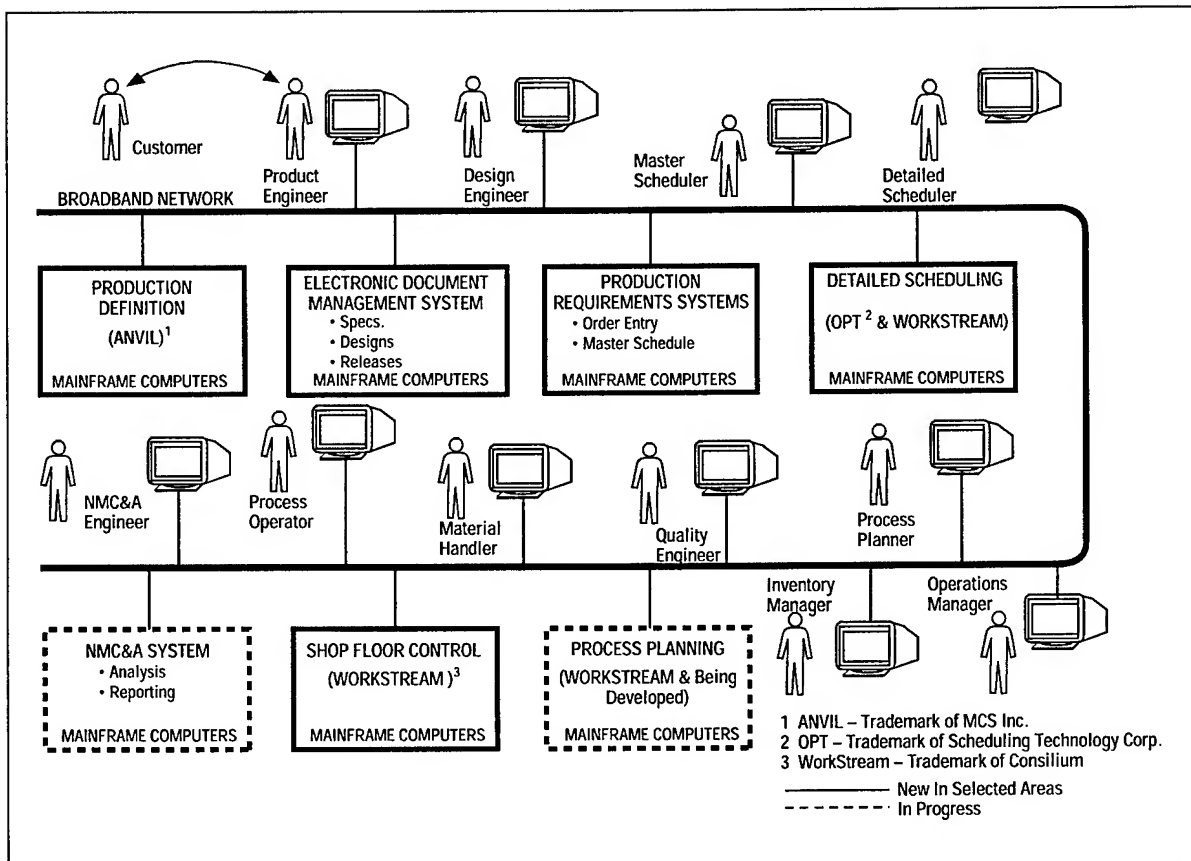 Customer
Product
Engineer
Design
Engineer
Master
Scheduler
Detailed
Scheduler
BROADBAND NETWORK
PRODUCTION
DEFINITION
(ANVIL)1
MAINFRAME COMPUTERS
ELECTRONIC DOCUMENT
MANAGEMENT SYSTEM
• Specs.
• Designs
• Releases
MAINFRAME COMPUTERS
PRODUCTION
REQUIREMENTS SYSTEMS
• Order Entry
• Master Schedule
MAINFRAME COMPUTERS
DETAILED SCHEDULING
(OPT 2 & WORKSTREAM)
MAINFRAME COMPUTERS
NMC&A
Engineer
Process
Operator
Material
Handler
Quality
Engineer
Process
Planner
Inventory
Manager
Operations
Manager
NMC&A SYSTEM
• Analysis
• Reporting
MAINFRAME COMPUTERS
SHOP FLOOR CONTROL
(WORKSTREAM )3
MAINFRAME COMPUTERS
PROCESS PLANNING
(WORKSTREAM & Being
Developed)
MAINFRAME COMPUTERS
1 ANVIL – Trademark of MCS Inc.
2 OPT – Trademark of Scheduling Technology Corp.
3 WorkStream – Trademark of Consilium
New In Selected Areas
In Progress